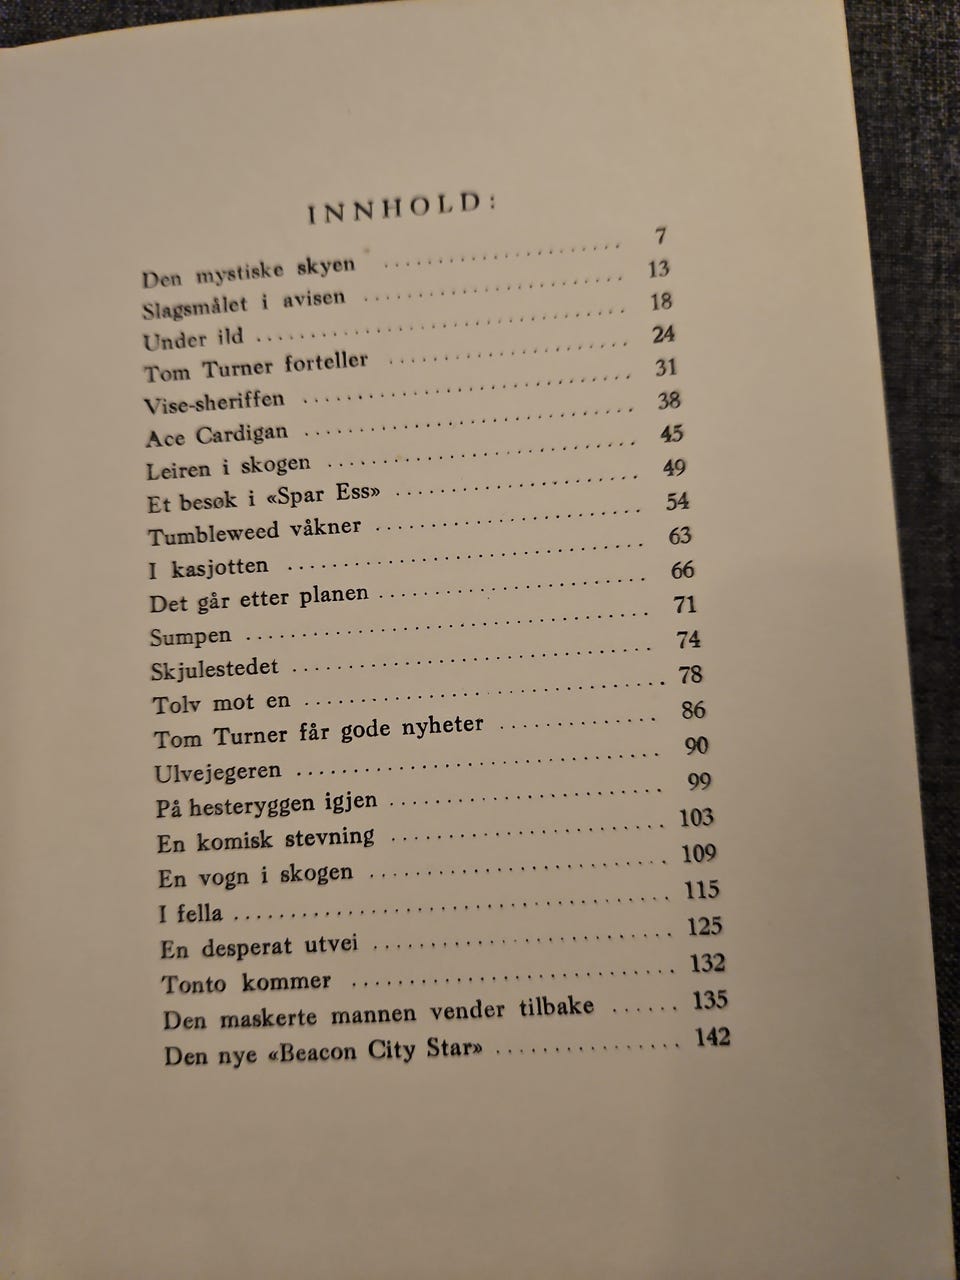 INNHOLD:
Den mystiske skyen .................... 7
Slagsmålet i avisen .................... 13
Under ild .................... 18
Tom Turner forteller .................... 24
Vise-sheriffen .................... 31
Ace Cardigan .................... 38
Leiren i skogen .................... 45
Et besøk i «Spar Ess» .................... 49
Tumbleweed våkner .................... 54
I kasjotten .................... 63
Det går etter planen .................... 66
Sumpen .................... 71
Skjulestedet .................... 74
Tolv mot en .................... 78
Tom Turner får gode nyheter ............ 86
Ulvejegeren .................... 90
På hesteryggen igjen .................... 99
En komisk stevning .................... 103
En vogn i skogen .................... 109
I fella .................... 115
En desperat utvei .................... 125
Tonto kommer .................... 132
Den maskerte mannen vender tilbake ...... 135
Den nye «Beacon City Star» ................ 142